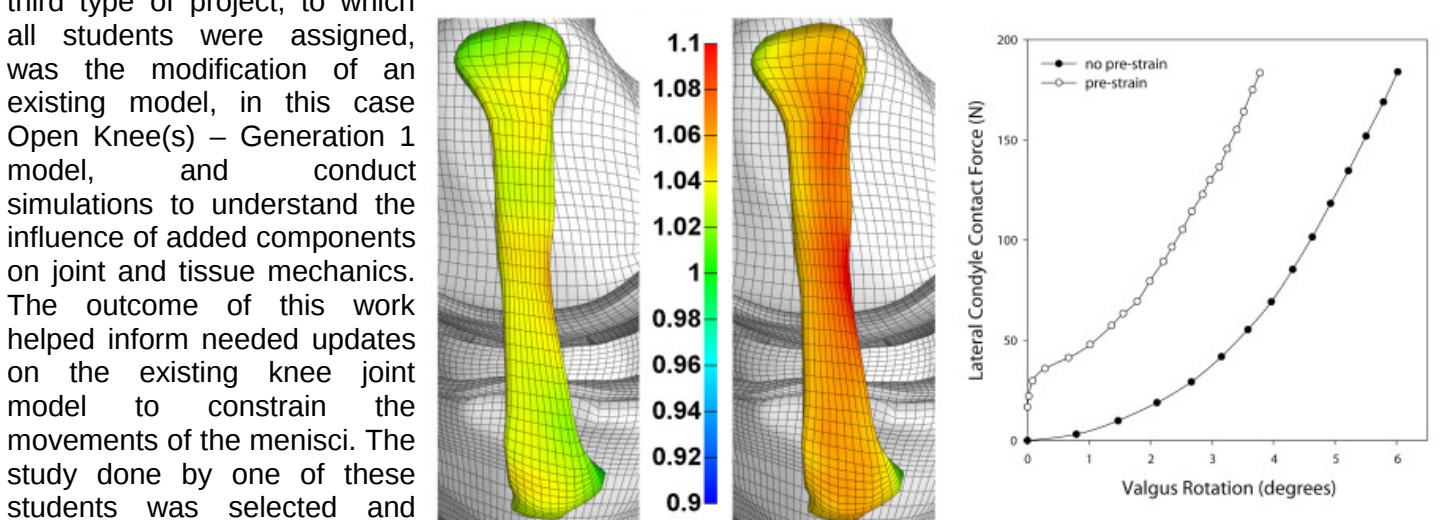 third type of project, to which
all students were assigned,
was the modification of an
existing model, in this case
Open Knee(s) – Generation 1
model, and conduct
simulations to understand the
influence of added components
on joint and tissue mechanics.
The outcome of this work
helped inform needed updates
on the existing knee joint
model to constrain the
movements of the menisci. The
study done by one of these
students was selected and
1.1
1.08
1.06
1.04
1.02
1
0.98
0.96
0.94
0.92
0.9
Lateral Condyle Contact Force (N)
200
150
100
50
0
no pre-strain
pre-strain
0 1 2 3 4 5 6
Valgus Rotation (degrees)